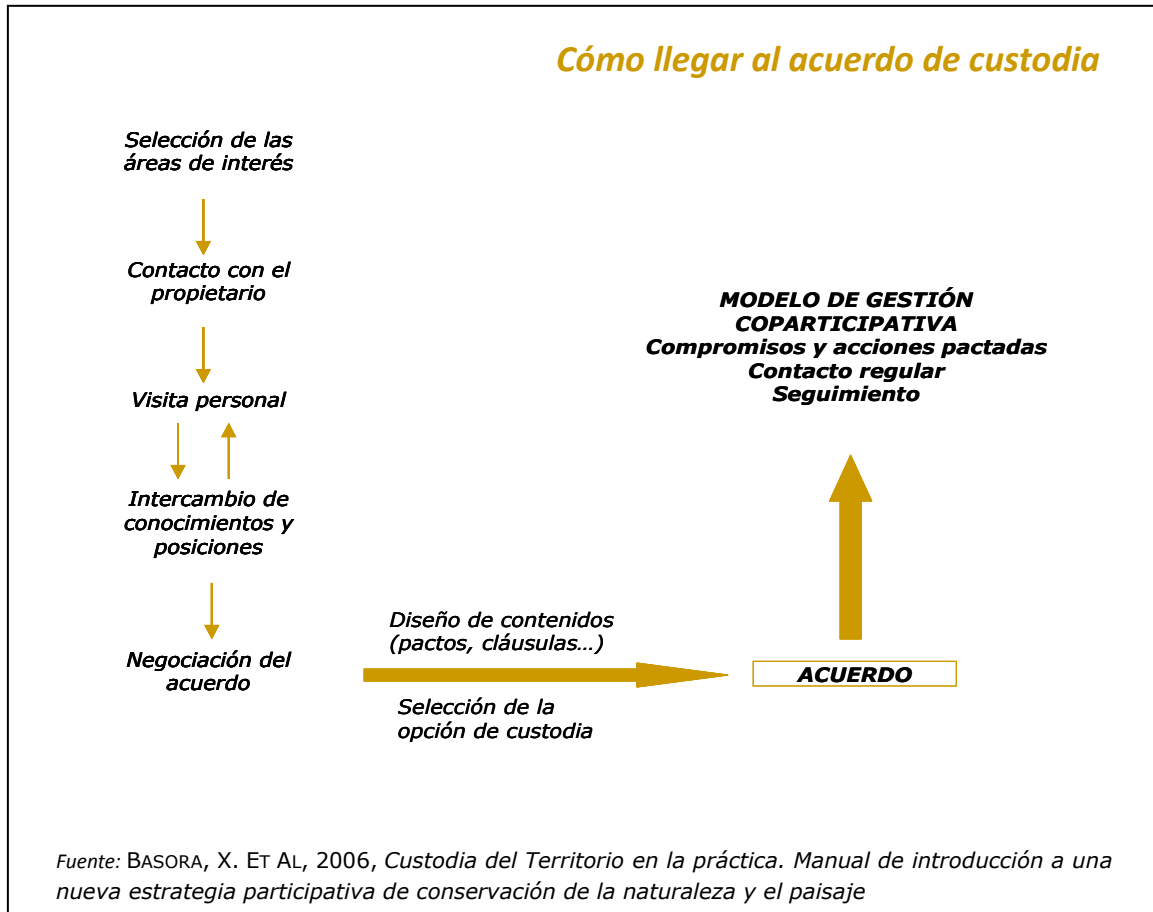 Cómo llegar al acuerdo de custodia
Selección de las
áreas de interés
Contacto con el
propietario
Visita personal
Intercambio de
conocimientos y
posiciones
Negociación del
acuerdo
Diseño de contenidos
(pactos, cláusulas…)
Selección de la
opción de custodia
ACUERDO
MODELO DE GESTIÓN
COPARTICIPATIVA
Compromisos y acciones pactadas
Contacto regular
Seguimiento
Fuente: BASORA, X. ET AL, 2006, Custodia del Territorio en la práctica. Manual de introducción a una
nueva estrategia participativa de conservación de la naturaleza y el paisaje